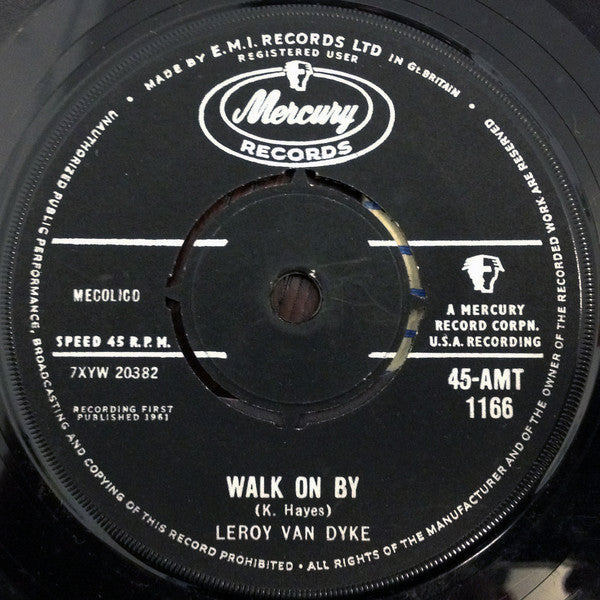 MADE BY E.M.I. RECORDS LTD IN GT BRITAIN •
REGISTERED USER
Mercury
RECORDS
MECOLICO
SPEED 45 R.P.M.
7XYW 20382
RECORDING FIRST
PUBLISHED 1961
A MERCURY
RECORD CORPN.
U.S.A. RECORDING
45-AMT
1166
WALK ON BY
(K. Hayes)
LEROY VAN DYKE
UNAUTHORIZED PUBLIC PERFORMANCE, BROADCASTING AND COPYING OF THIS RECORD PROHIBITED • ALL RIGHTS OF THE MANUFACTURER AND OF THE OWNER OF THE RECORDED WORK ARE RESERVED •